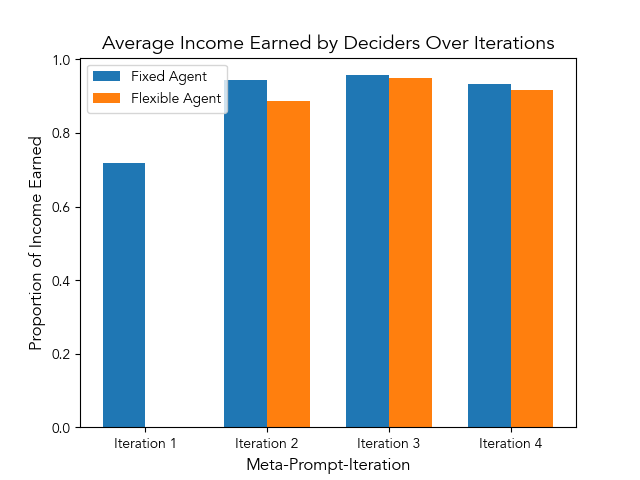 Average Income Earned by Deciders Over Iterations
Fixed Agent
Flexible Agent
Proportion of Income Earned
1.0
0.8
0.6
0.4
0.2
0.0
Iteration 1
Iteration 2
Iteration 3
Iteration 4
Meta-Prompt-Iteration